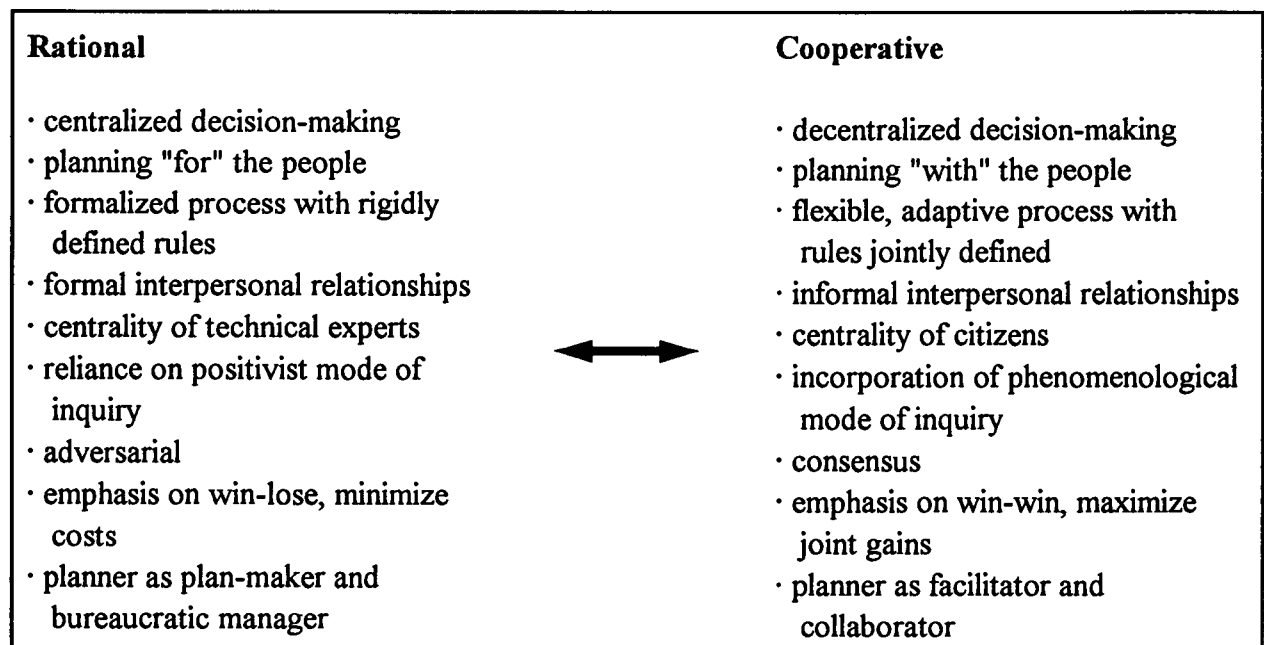 Rational
· centralized decision-making
· planning "for" the people
· formalized process with rigidly
defined rules
· formal interpersonal relationships
· centrality of technical experts
· reliance on positivist mode of
inquiry
· adversarial
· emphasis on win-lose, minimize
costs
· planner as plan-maker and
bureaucratic manager
Cooperative
· decentralized decision-making
· planning "with" the people
· flexible, adaptive process with
rules jointly defined
· informal interpersonal relationships
· centrality of citizens
· incorporation of phenomenological
mode of inquiry
· consensus
· emphasis on win-win, maximize
joint gains
· planner as facilitator and
collaborator